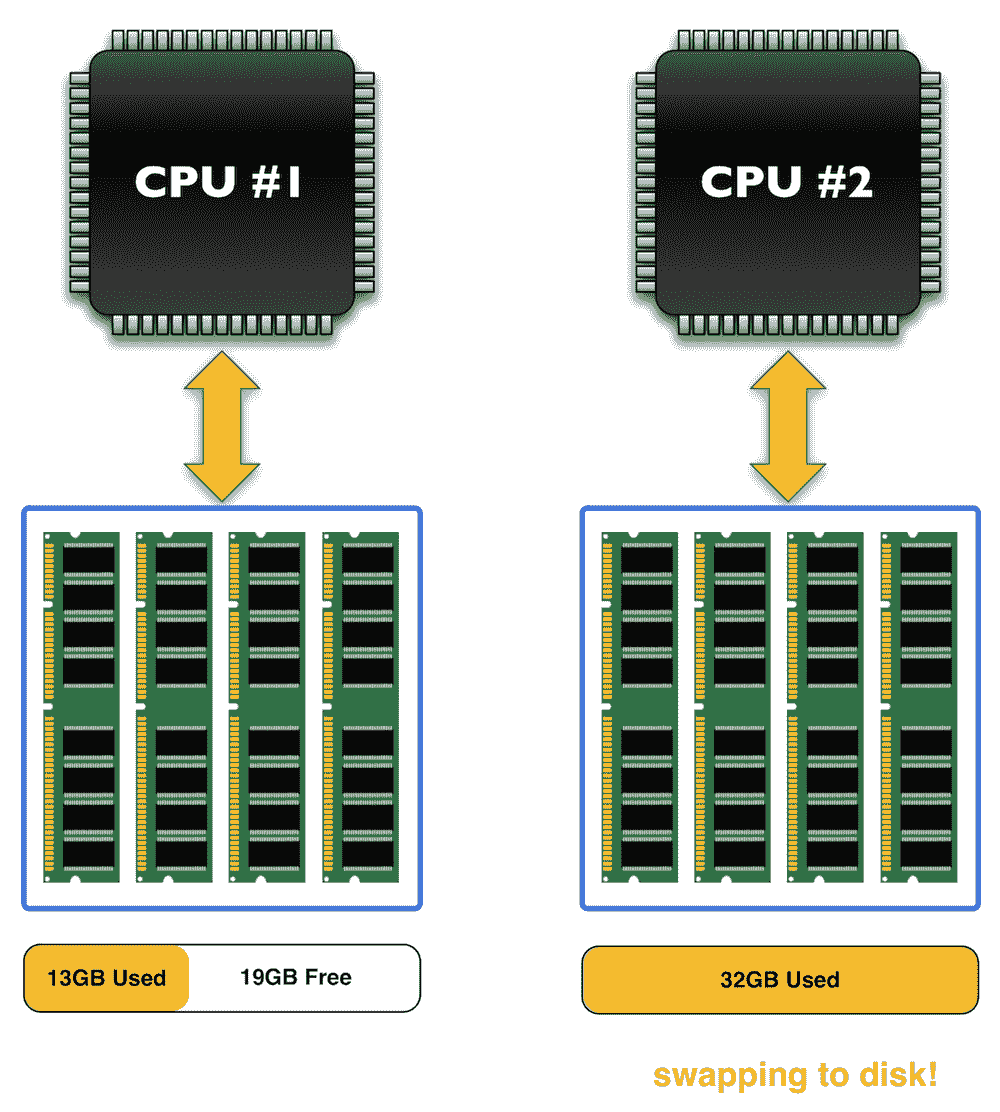 CPU #1
CPU #2
13GB Used
19GB Free
32GB Used
swapping to disk!